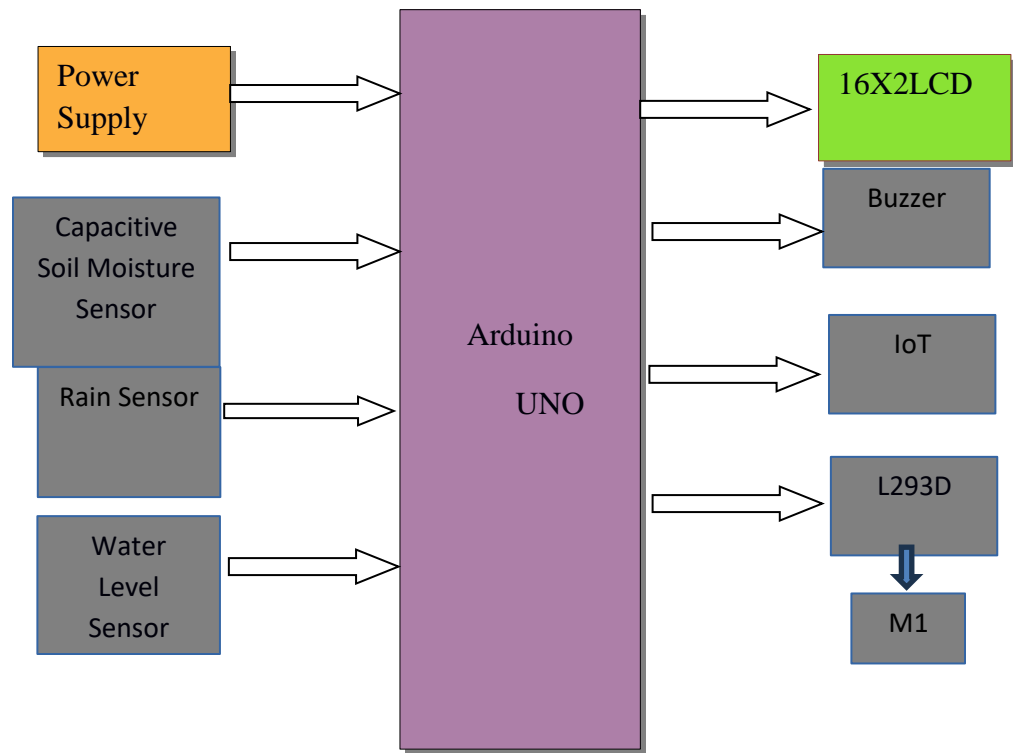 Power
Supply
Capacitive
Soil Moisture
Sensor
Rain Sensor
Water
Level
Sensor
Arduino
UNO
16X2LCD
Buzzer
IoT
L293D
M1